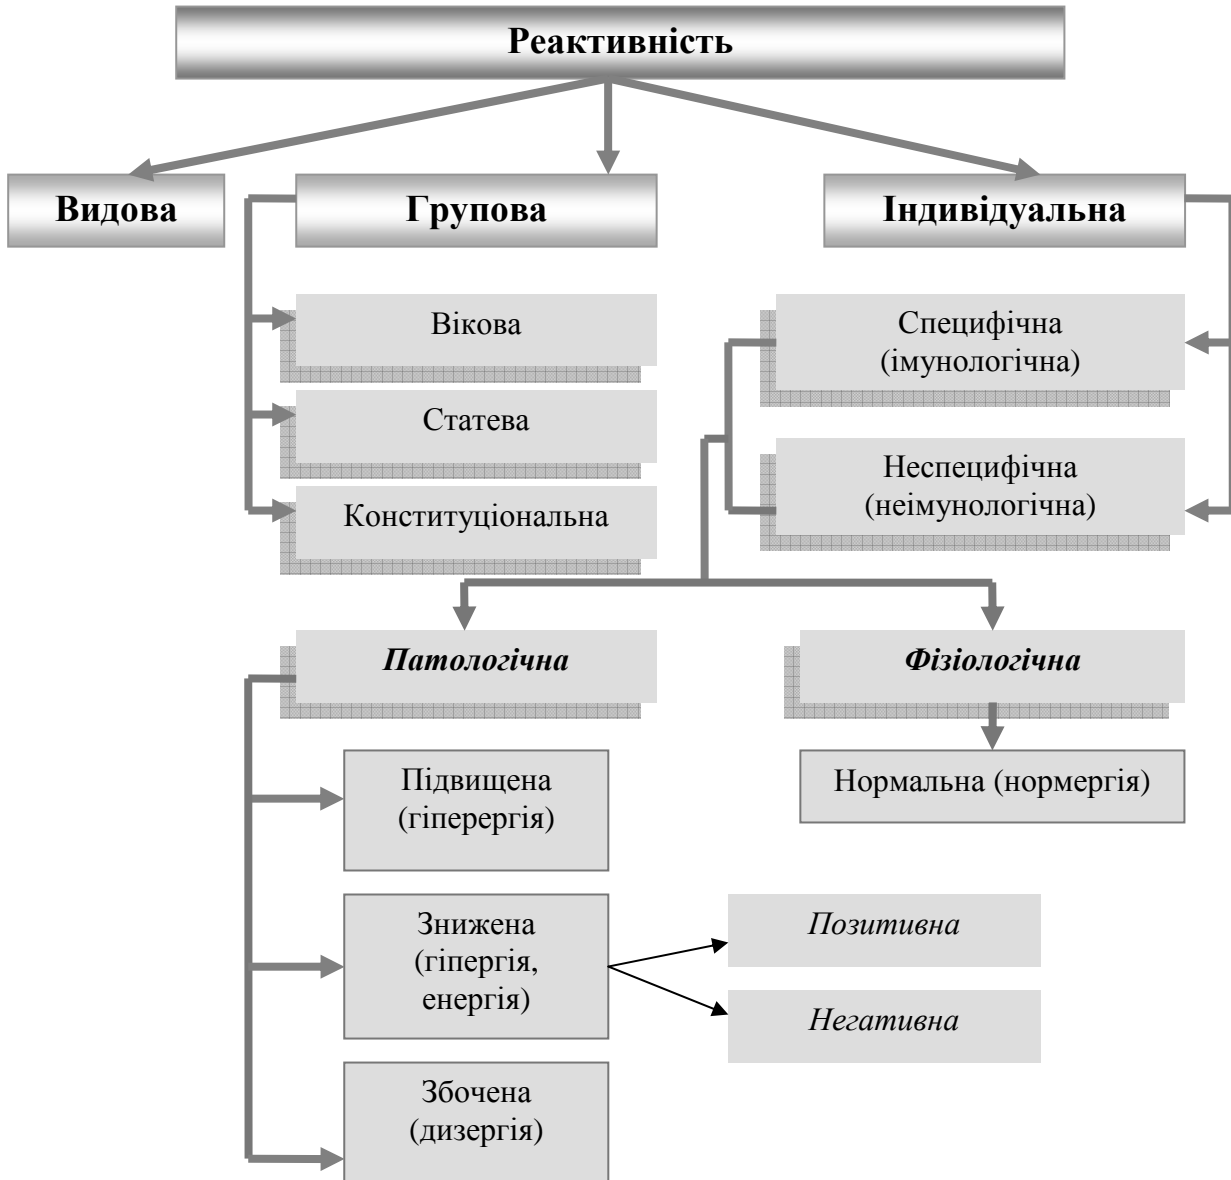 Реактивність
Видова
Групова
Індивідуальна
Вікова
Статева
Конституціональна
Специфічна
(імунологічна)
Неспецифічна
(неімунологічна)
Патологічна
Фізіологічна
Підвищена
(гіперергія)
Нормальна (нормергія)
Знижена
(гіпергія,
енергія)
Позитивна
Негативна
Збочена
(дизергія)